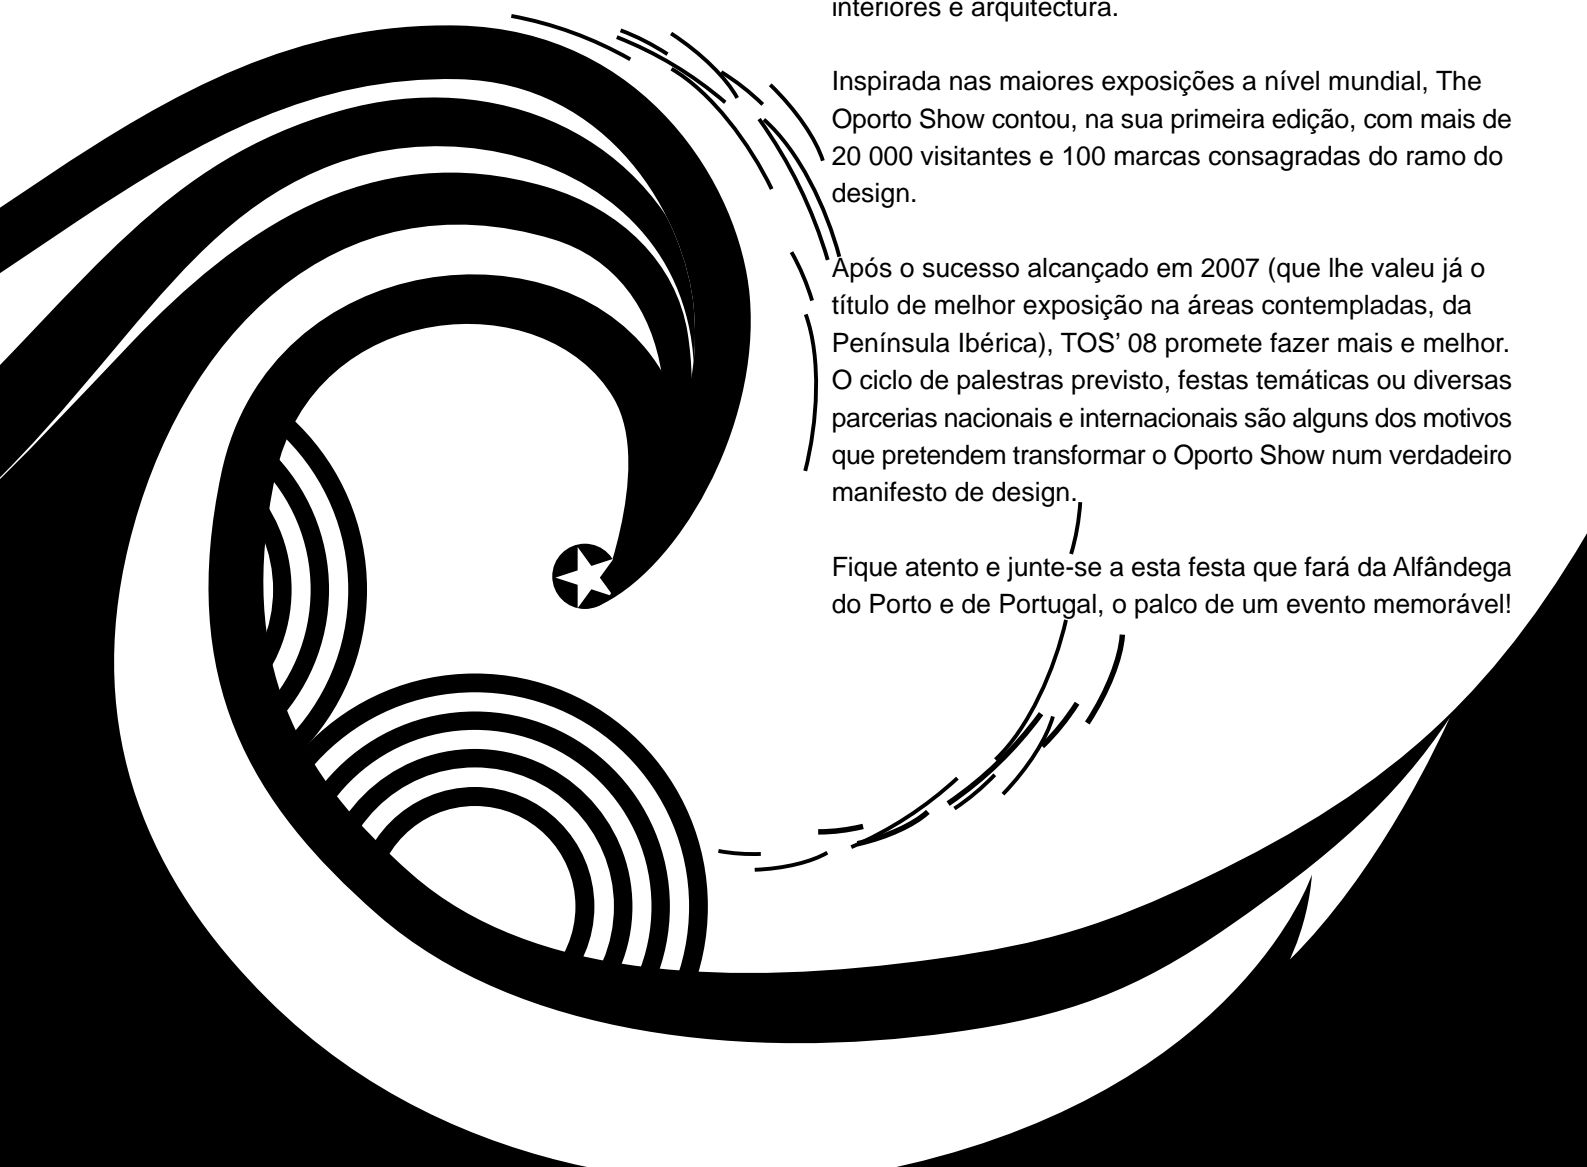 interiores e arquitectura.
Inspirada nas maiores exposições a nível mundial, The
Oporto Show contou, na sua primeira edição, com mais de
20 000 visitantes e 100 marcas consagradas do ramo do
design.
Após o sucesso alcançado em 2007 (que lhe valeu já o
título de melhor exposição na áreas contempladas, da
Península Ibérica), TOS’ 08 promete fazer mais e melhor.
O ciclo de palestras previsto, festas temáticas ou diversas
parcerias nacionais e internacionais são alguns dos motivos
que pretendem transformar o Oporto Show num verdadeiro
manifesto de design.
Fique atento e junte-se a esta festa que fará da Alfândega
do Porto e de Portugal, o palco de um evento memorável!